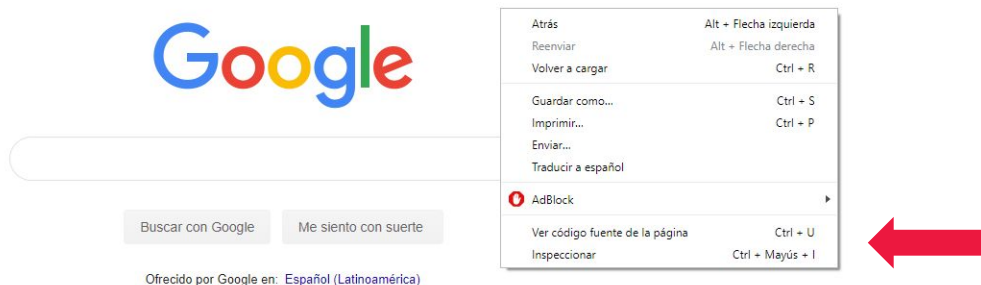 Google
Buscar con Google
Me siento con suerte
Ofrecido por Google en: Español (Latinoamérica)
Atrás Alt + Flecha izquierda
Reenviar Alt + Flecha derecha
Volver a cargar Ctrl + R
Guardar como... Ctrl + S
Imprimir... Ctrl + P
Enviar...
Traducir a español
AdBlock
Ver código fuente de la página Ctrl + U
Inspeccionar Ctrl + Mayús + I